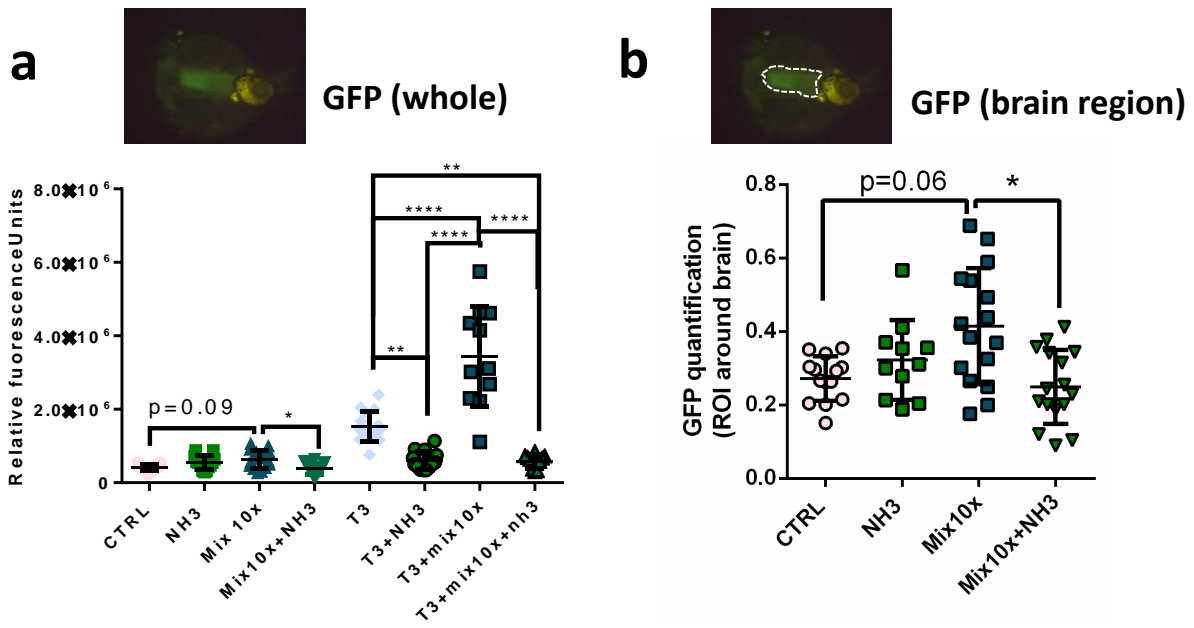 a
GFP (whole)
Relative fuorescenceUnits
8.0✖10⁶
6.0✖10⁶
4.0✖10⁶
2.0✖10⁶
0
p=0.09
*
**
****
****
****
**
CTRL
NH3
Mix 10x
Mix10x+NH3
T3
T3+NH3
T3+mix10x
T3+mix10x+nh3
b
GFP (brain region)
GFP quantification
(ROI around brain)
0.8
0.6
0.4
0.2
0.0
p=0.06
*
CTRL
NH3
Mix10x
Mix10x+NH3